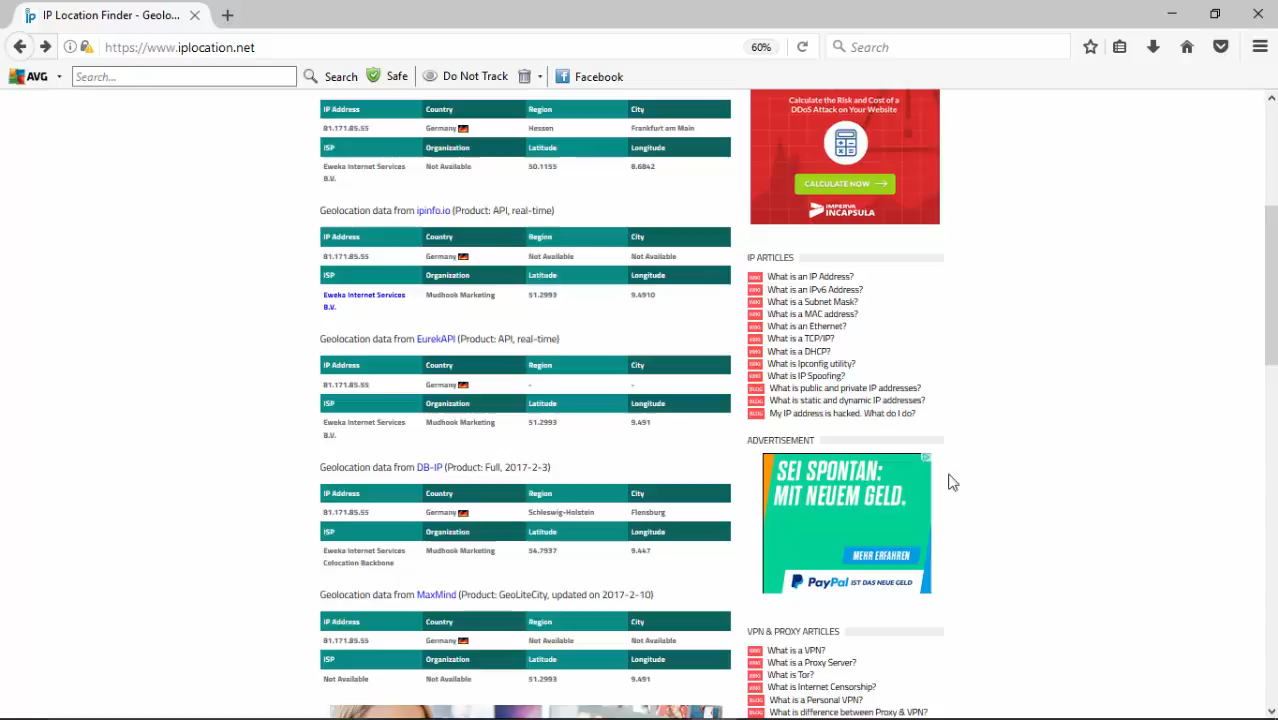 IP Location Finder - Geolo...
https://www.iplocation.net
60%
Search
AVG
Search...
Search
Safe
Do Not Track
Facebook
IP Address Country Region City
81.171.85.55 Germany Hessen Frankfurt am Main
ISP Organization Latitude Longitude
Eweka Internet Services Not Available 50.1155 8.6842
B.V.
Geolocation data from ipinfo.io (Product: API, real-time)
IP Address Country Region City
81.171.85.55 Germany Not Available Not Available
ISP Organization Latitude Longitude
Eweka Internet Services Mudhook Marketing 51.2993 9.4910
B.V.
Geolocation data from EurekAPI (Product: API, real-time)
IP Address Country Region City
81.171.85.55 Germany - -
ISP Organization Latitude Longitude
Eweka Internet Services Mudhook Marketing 51.2993 9.491
B.V.
Geolocation data from DB-IP (Product: Full, 2017-2-3)
IP Address Country Region City
81.171.85.55 Germany Schleswig-Holstein Flensburg
ISP Organization Latitude Longitude
Eweka Internet Services Mudhook Marketing 54.7937 9.447
Colocation Backbone
Geolocation data from MaxMind (Product: GeoLiteCity, updated on 2017-2-10)
IP Address Country Region City
81.171.85.55 Germany Not Available Not Available
ISP Organization Latitude Longitude
Not Available Not Available 51.2993 9.491
Calculate the Risk and Cost of a
DDoS Attack on Your Website
CALCULATE NOW
IMPERVA
INCAPSULA
IP ARTICLES
What is an IP Address?
What is an IPv6 Address?
What is a Subnet Mask?
What is a MAC address?
What is an Ethernet?
What is a TCP/IP?
What is a DHCP?
What is Ipconfig utility?
What is IP Spoofing?
BLOG What is public and private IP addresses?
BLOG What is static and dynamic IP addresses?
BLOG My IP address is hacked. What do I do?
ADVERTISEMENT
SEI SPONTAN:
MIT NEUEM GELD.
MEHR ERFAHREN
PayPal IST DAS NEUE GELD
VPN & PROXY ARTICLES
What is a VPN?
What is a Proxy Server?
What is Tor?
What is Internet Censorship?
BLOG What is a Personal VPN?
BLOG What is difference between Proxy & VPN?